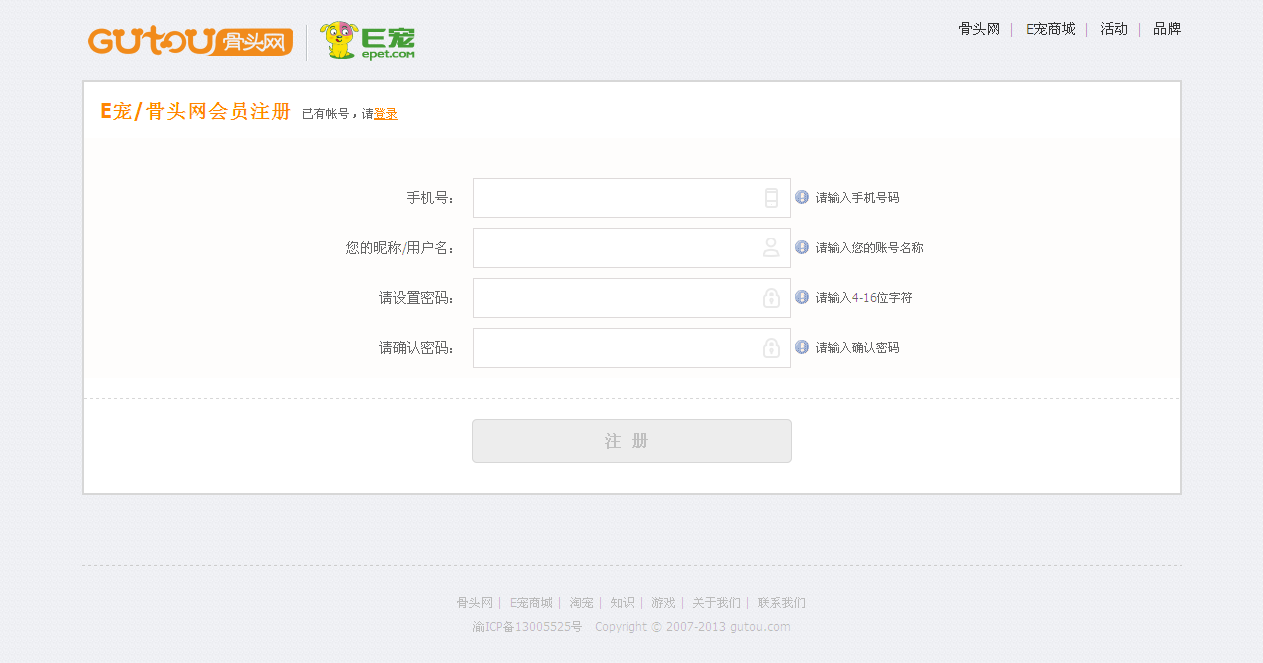 GUTOU骨头网 E宠 epet.com
骨头网 | E宠商城 | 活动 | 品牌
E宠/骨头网会员注册 已有帐号，请登录
手机号： 请输入手机号码
您的昵称/用户名： 请输入您的账号名称
请设置密码： 请输入4-16位字符
请确认密码： 请输入确认密码
注 册
骨头网 | E宠商城 | 淘宠 | 知识 | 游戏 | 关于我们 | 联系我们
渝ICP备13005525号 Copyright © 2007-2013 gutou.com